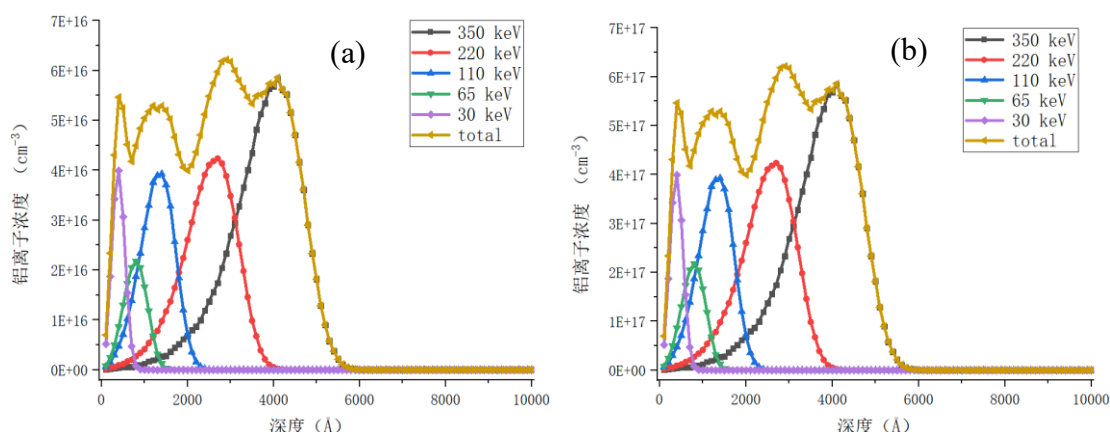 7E+16
6E+16
5E+16
4E+16
3E+16
2E+16
1E+16
0E+00
铝离子浓度 (cm⁻³)
0
2000
4000
6000
8000
10000
深度(Å)
(a)
350 keV
220 keV
110 keV
65 keV
30 keV
total
7E+17
6E+17
5E+17
4E+17
3E+17
2E+17
1E+17
0E+00
铝离子浓度 (cm⁻³)
0
2000
4000
6000
8000
10000
深度(Å)
(b)
350 keV
220 keV
110 keV
65 keV
30 keV
total